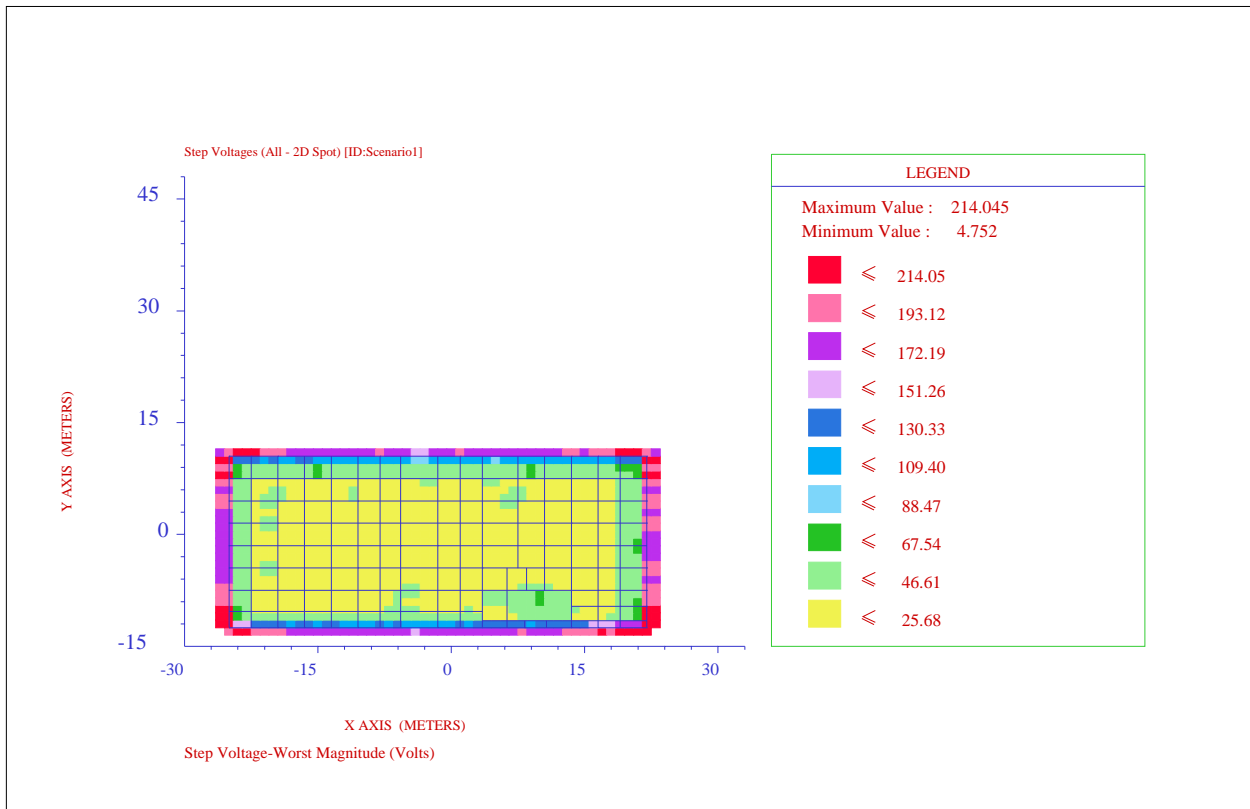 Step Voltages (All - 2D Spot) [ID:Scenario1]
45
30
15
0
-15
Y AXIS (METERS)
-30
-15
0
15
30
X AXIS (METERS)
Step Voltage-Worst Magnitude (Volts)
LEGEND
Maximum Value : 214.045
Minimum Value : 4.752
≤ 214.05
≤ 193.12
≤ 172.19
≤ 151.26
≤ 130.33
≤ 109.40
≤ 88.47
≤ 67.54
≤ 46.61
≤ 25.68